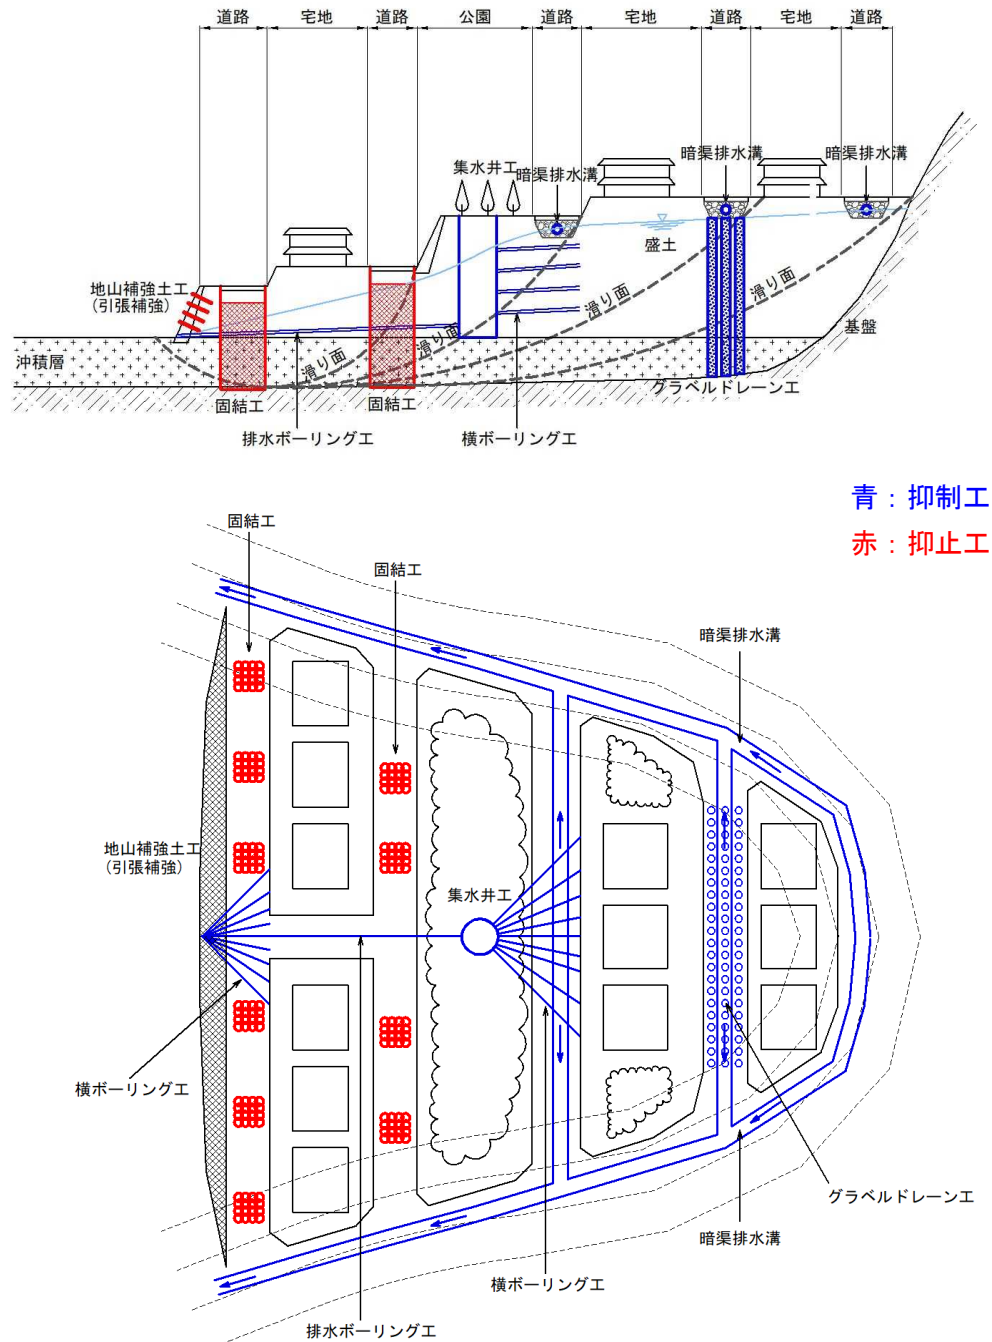 道路 宅地 道路 公園 道路 宅地 道路 宅地 道路
集水井工
暗渠排水溝
暗渠排水溝
暗渠排水溝
盛土
地山補強土工
(引張補強)
滑り面
滑り面
滑り面
滑り面
基盤
沖積層
固結工
固結工
グラベルドレーン工
排水ボーリング工
横ボーリング工
青：抑制工
赤：抑止工
固結工
固結工
暗渠排水溝
地山補強土工
(引張補強)
集水井工
横ボーリング工
グラベルドレーン工
暗渠排水溝
横ボーリング工
排水ボーリング工